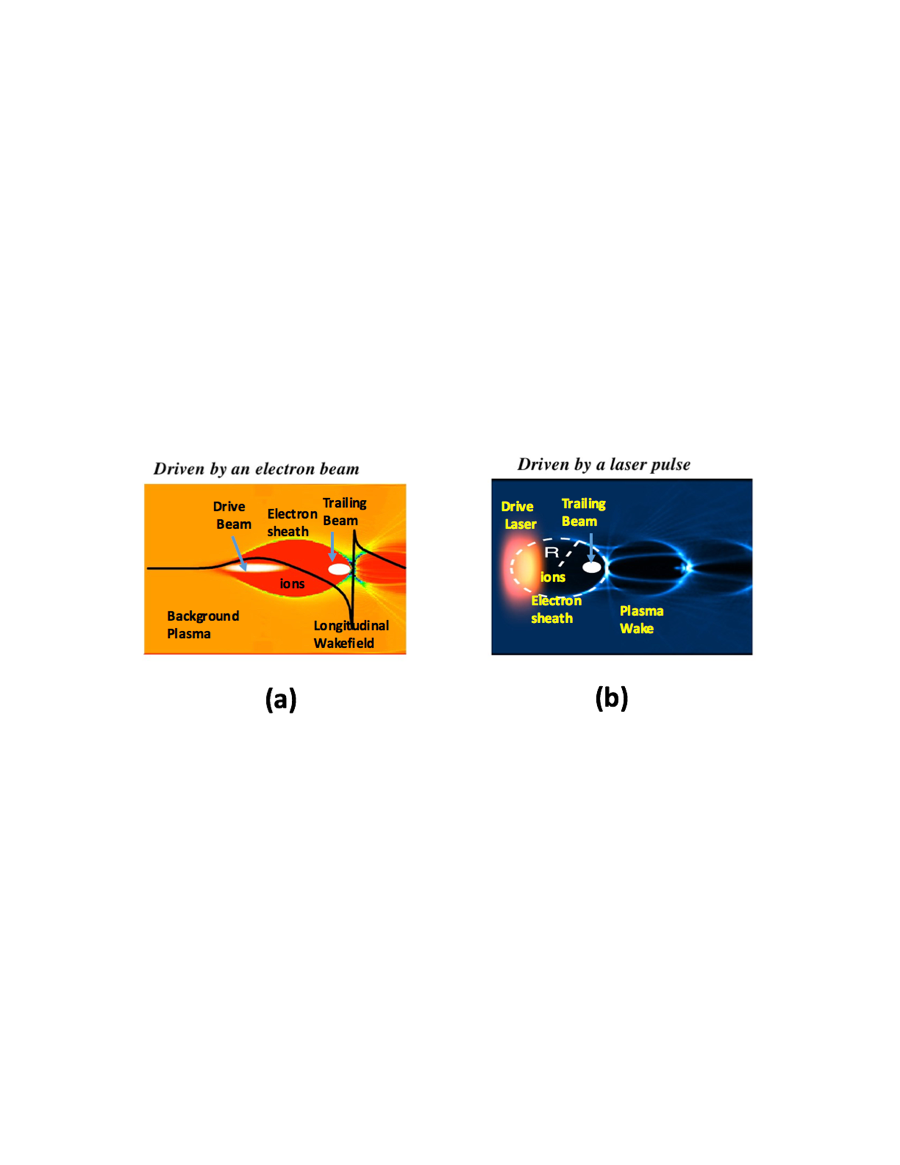 Driven by an electron beam
Drive
Beam
Electron
sheath
Trailing
Beam
ions
Background
Plasma
Longitudinal
Wakefield
(a)
Driven by a laser pulse
Drive
Laser
Trailing
Beam
R
ions
Electron
sheath
Plasma
Wake
(b)